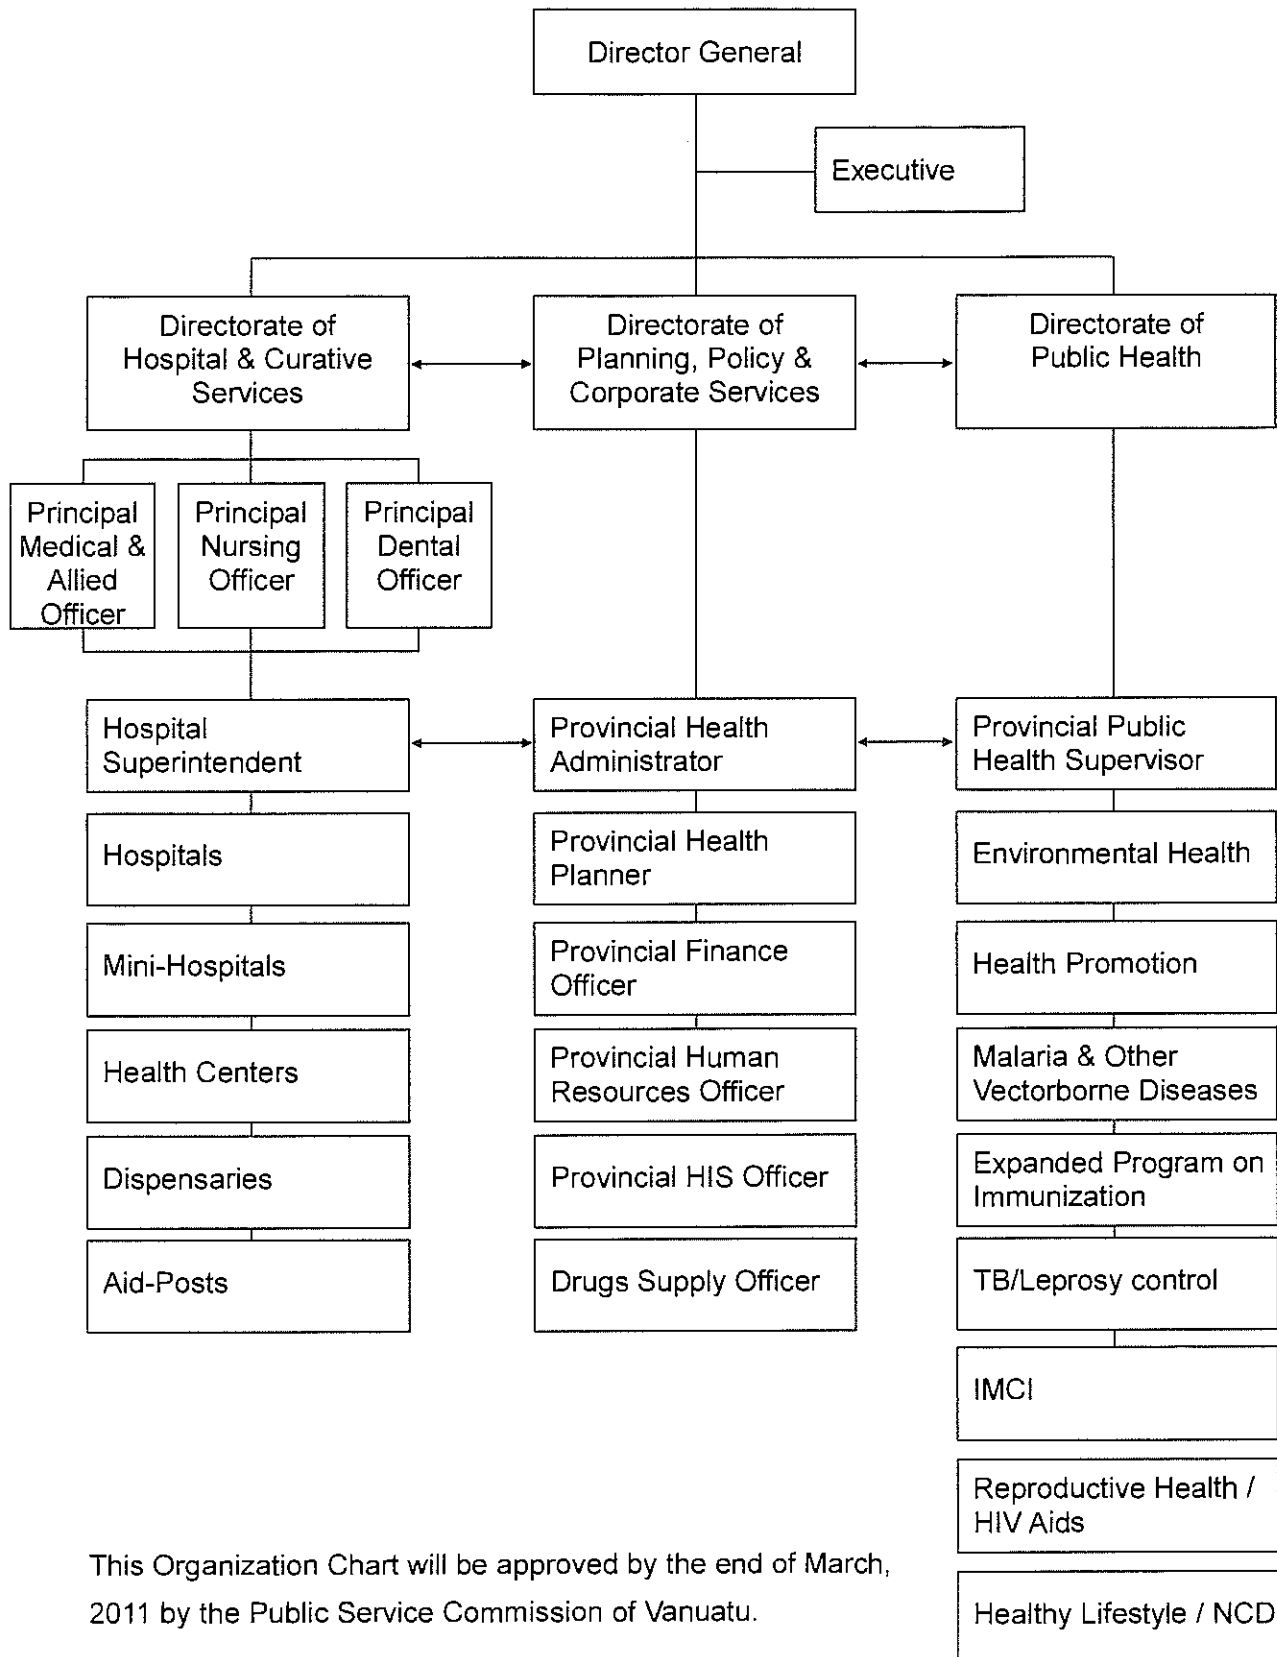 Director General
Executive
Directorate of
Hospital & Curative
Services
Directorate of
Planning, Policy &
Corporate Services
Directorate of
Public Health
Principal
Medical &
Allied
Officer
Principal
Nursing
Officer
Principal
Dental
Officer
Hospital
Superintendent
Provincial Health
Administrator
Provincial Public
Health Supervisor
Hospitals
Provincial Health
Planner
Environmental Health
Mini-Hospitals
Provincial Finance
Officer
Health Promotion
Health Centers
Provincial Human
Resources Officer
Malaria & Other
Vectorborne Diseases
Dispensaries
Provincial HIS Officer
Expanded Program on
Immunization
Aid-Posts
Drugs Supply Officer
TB/Leprosy control
IMCI
Reproductive Health /
HIV Aids
Healthy Lifestyle / NCD
This Organization Chart will be approved by the end of March,
2011 by the Public Service Commission of Vanuatu.